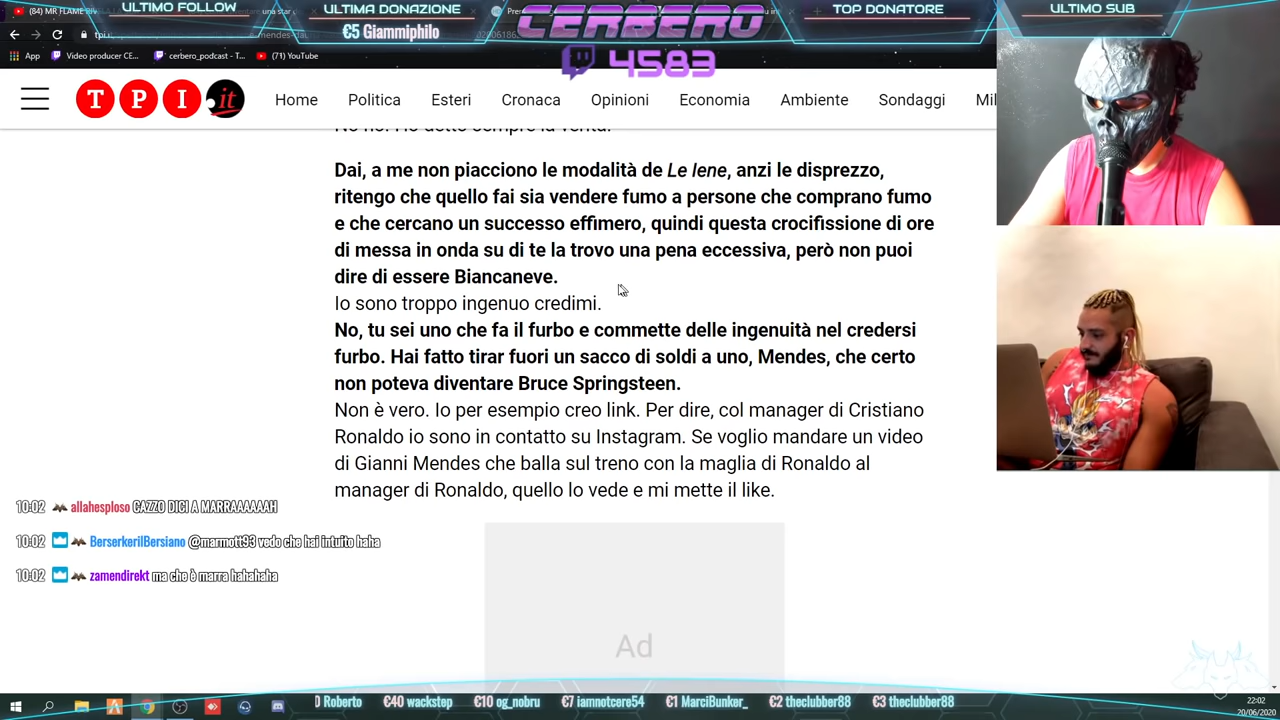 ULTIMO FOLLOW
ULTIMA DONAZIONE
€5 Giammiphilo
CERBERO
4583
TOP DONATORE
ULTIMO SUB
App
Video producer CE...
cerbero_podcast - T...
(71) YouTube
TPI.it
Home
Politica
Esteri
Cronaca
Opinioni
Economia
Ambiente
Sondaggi
Dai, a me non piacciono le modalità de Le Iene, anzi le disprezzo,
ritengo che quello fai sia vendere fumo a persone che comprano fumo
e che cercano un successo effimero, quindi questa crocifissione di ore
di messa in onda su di te la trovo una pena eccessiva, però non puoi
dire di essere Biancaneve.
Io sono troppo ingenuo credimi.
No, tu sei uno che fa il furbo e commette delle ingenuità nel credersi
furbo. Hai fatto tirar fuori un sacco di soldi a uno, Mendes, che certo
non poteva diventare Bruce Springsteen.
Non è vero. Io per esempio creo link. Per dire, col manager di Cristiano
Ronaldo io sono in contatto su Instagram. Se voglio mandare un video
di Gianni Mendes che balla sul treno con la maglia di Ronaldo al
manager di Ronaldo, quello lo vede e mi mette il like.
10:02 allahesploso CAZZO DICI A MARRAAAAAAH
10:02 BerserkerilBersiano @marmott93 vedo che hai intuito haha
10:02 zamendirekt ma che è marra hahahaha
Ad
Roberto €40 wackstep €10 og_nobru €7 iamnotcere54 €1 MarciBunker_ €2 theclubber88 €3 theclubber88
22:02
20/06/2020